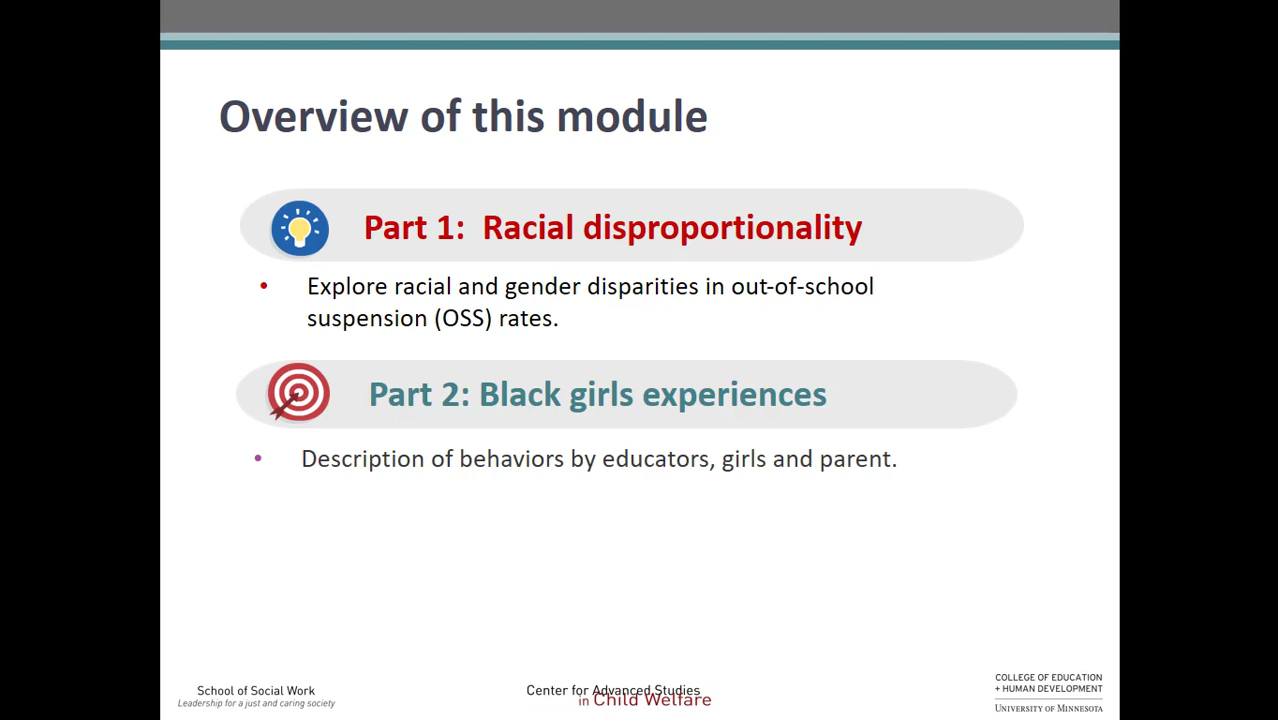 Overview of this module
Part 1: Racial disproportionality
• Explore racial and gender disparities in out-of-school
suspension (OSS) rates.
Part 2: Black girls experiences
• Description of behaviors by educators, girls and parent.
School of Social Work
Leadership for a just and caring society
Center for Advanced Studies
in Child Welfare
COLLEGE OF EDUCATION
+ HUMAN DEVELOPMENT
UNIVERSITY OF MINNESOTA